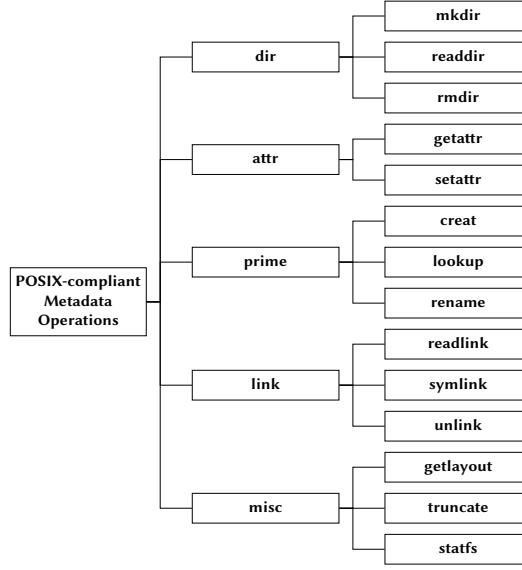 POSIX-compliant
Metadata
Operations
dir
mkdir
readdir
rmdir
attr
getattr
setattr
prime
creat
lookup
rename
link
readlink
symlink
unlink
misc
getlayout
truncate
statfs